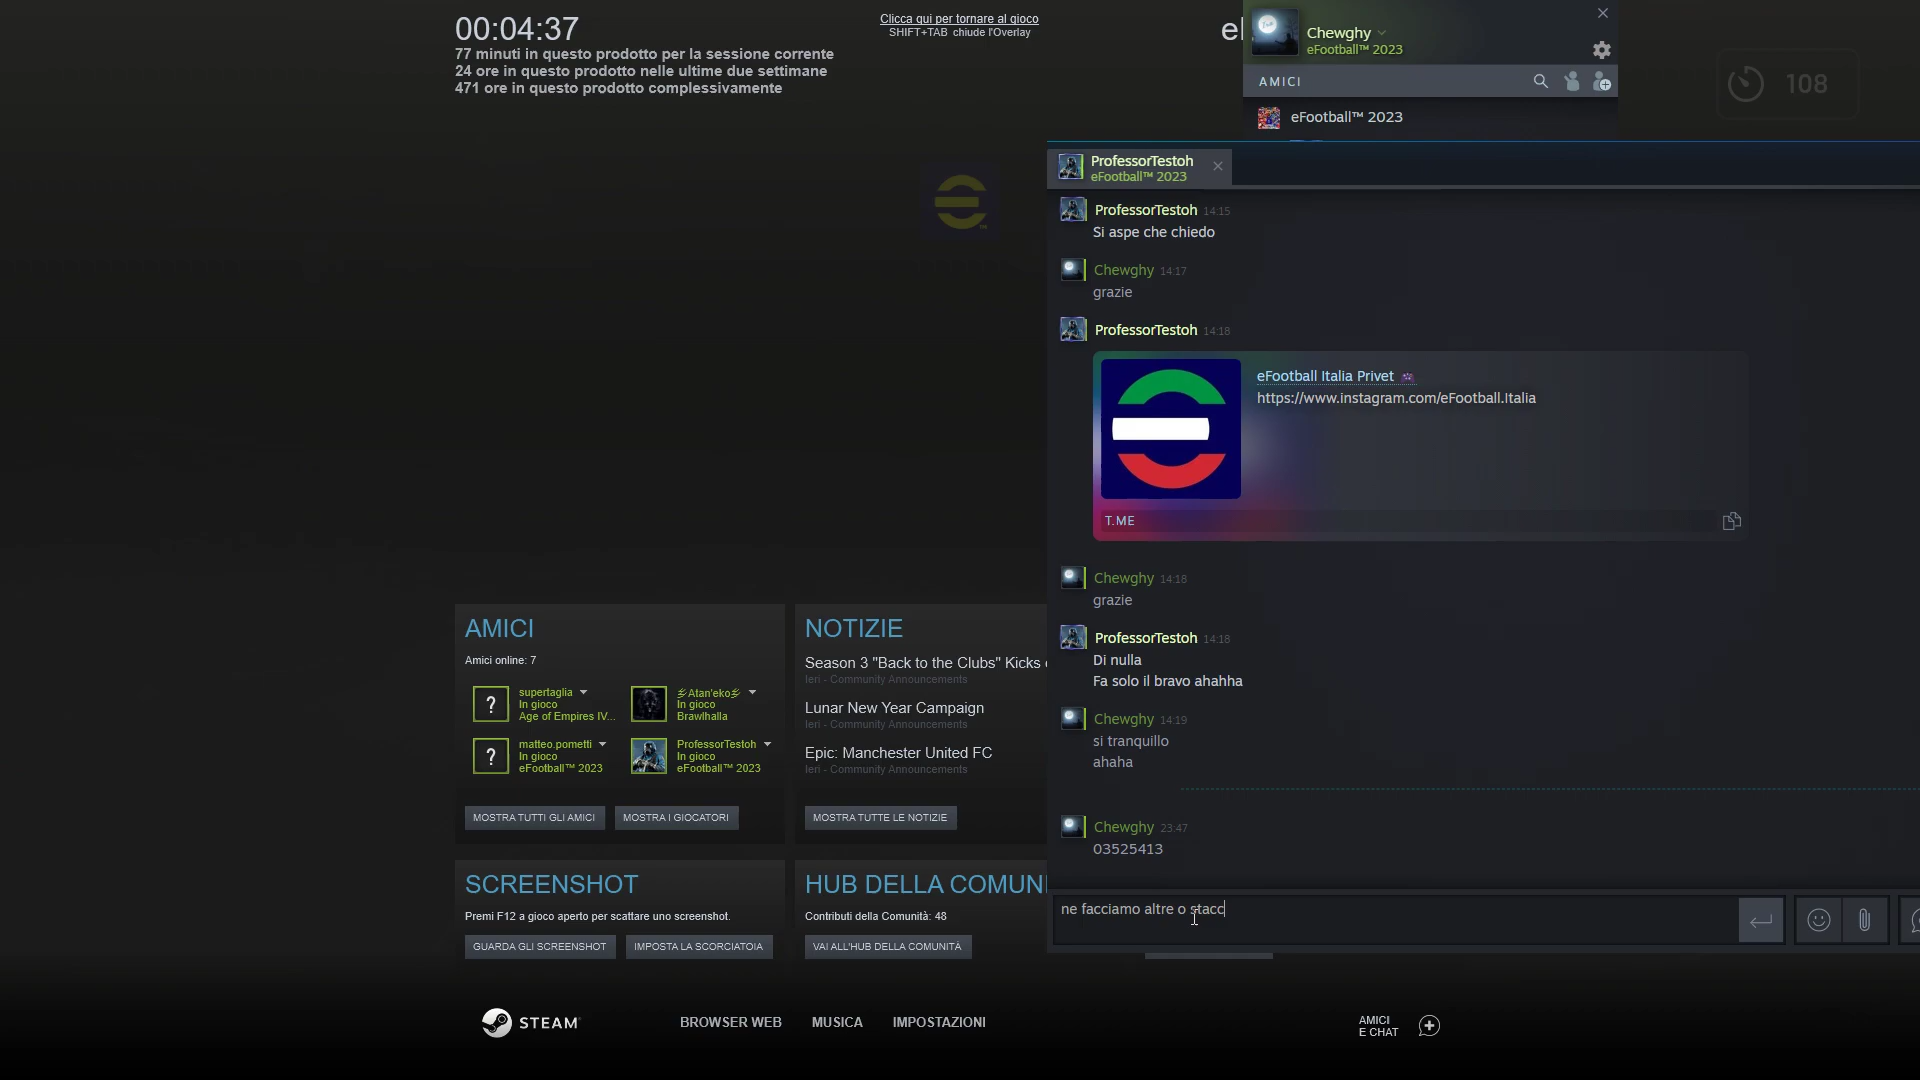 00:04:37
77 minuti in questo prodotto per la sessione corrente
24 ore in questo prodotto nelle ultime due settimane
471 ore in questo prodotto complessivamente
Clicca qui per tornare al gioco
SHIFT+TAB chiude l'Overlay
Chewghy
eFootball™ 2023
AMICI
eFootball™ 2023
108
ProfessorTestoh
eFootball™ 2023
ProfessorTestoh 14:15
Si aspe che chiedo
Chewghy 14:17
grazie
ProfessorTestoh 14:18
eFootball Italia Privet
https://www.instagram.com/eFootball.Italia
T.ME
Chewghy 14:18
grazie
ProfessorTestoh 14:18
Di nulla
Fa solo il bravo ahahha
Chewghy 14:19
si tranquillo
ahaha
Chewghy 23:47
03525413
ne facciamo altre o stacc
AMICI
Amici online: 7
supertaglia
In gioco
Age of Empires IV...
乡Atan'eko乡
In gioco
Brawlhalla
matteo.pometti
In gioco
eFootball™ 2023
ProfessorTestoh
In gioco
eFootball™ 2023
MOSTRA TUTTI GLI AMICI
MOSTRA I GIOCATORI
NOTIZIE
Season 3 "Back to the Clubs" Kicks
Ieri - Community Announcements
Lunar New Year Campaign
Ieri - Community Announcements
Epic: Manchester United FC
Ieri - Community Announcements
MOSTRA TUTTE LE NOTIZIE
SCREENSHOT
Premi F12 a gioco aperto per scattare uno screenshot.
GUARDA GLI SCREENSHOT
IMPOSTA LA SCORCIATOIA
HUB DELLA COMUN
Contributi della Comunità: 48
VAI ALL'HUB DELLA COMUNITÀ
STEAM
BROWSER WEB
MUSICA
IMPOSTAZIONI
AMICI
E CHAT